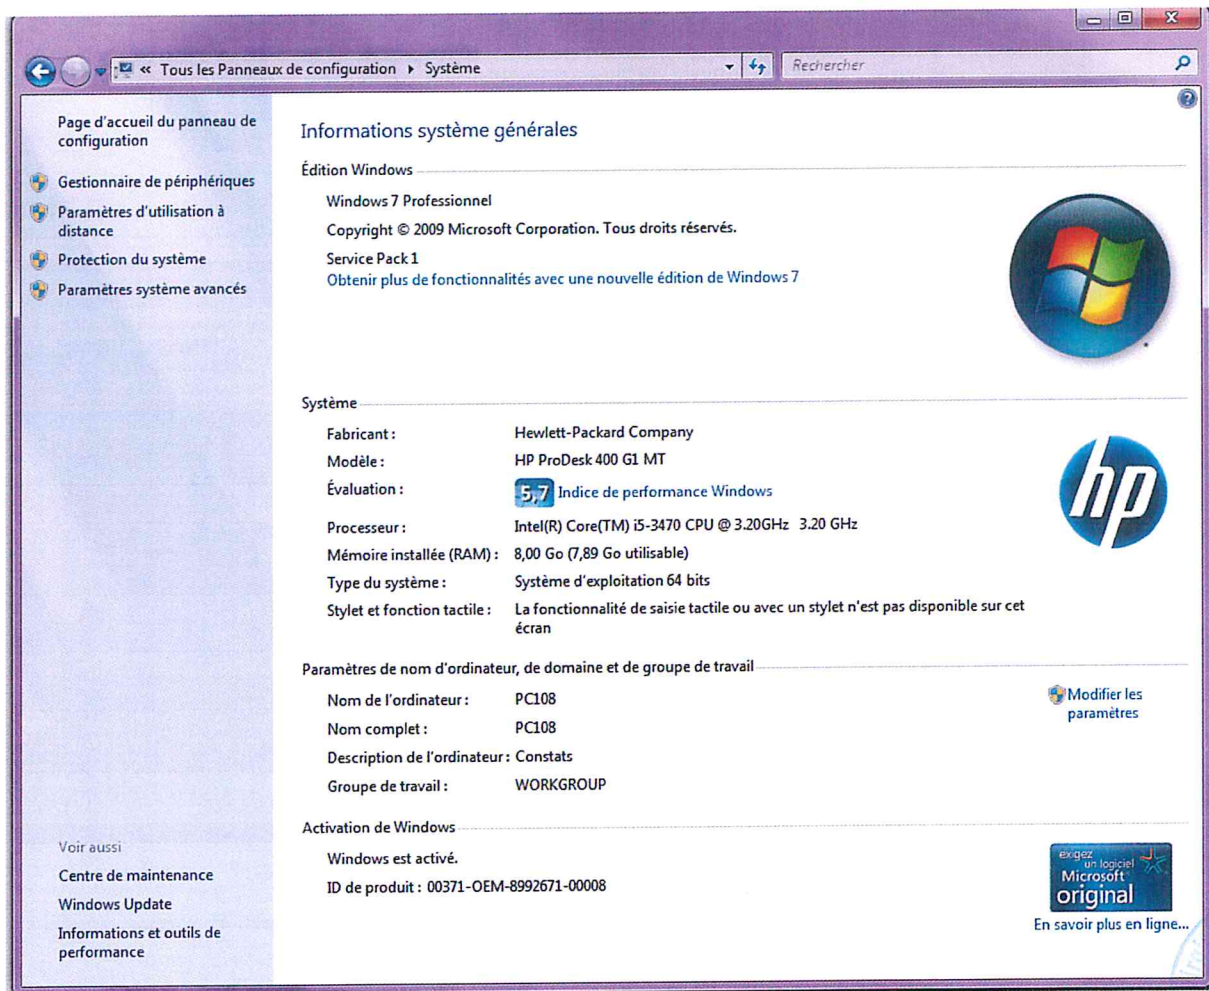 « Tous les Panneaux de configuration ▸ Système
Rechercher
Page d'accueil du panneau de
configuration
Gestionnaire de périphériques
Paramètres d'utilisation à
distance
Protection du système
Paramètres système avancés
Informations système générales
Édition Windows
Windows 7 Professionnel
Copyright © 2009 Microsoft Corporation. Tous droits réservés.
Service Pack 1
Obtenir plus de fonctionnalités avec une nouvelle édition de Windows 7
Système
Fabricant : Hewlett-Packard Company
Modèle : HP ProDesk 400 G1 MT
Évaluation : 5,7 Indice de performance Windows
Processeur : Intel(R) Core(TM) i5-3470 CPU @ 3.20GHz 3.20 GHz
Mémoire installée (RAM) : 8,00 Go (7,89 Go utilisable)
Type du système : Système d'exploitation 64 bits
Stylet et fonction tactile : La fonctionnalité de saisie tactile ou avec un stylet n'est pas disponible sur cet
écran
hp
Paramètres de nom d'ordinateur, de domaine et de groupe de travail
Nom de l'ordinateur : PC108
Nom complet : PC108
Description de l'ordinateur : Constats
Groupe de travail : WORKGROUP
Modifier les
paramètres
Activation de Windows
Windows est activé.
ID de produit : 00371-OEM-8992671-00008
exigez
un logiciel
Microsoft
original
En savoir plus en ligne...
Voir aussi
Centre de maintenance
Windows Update
Informations et outils de
performance